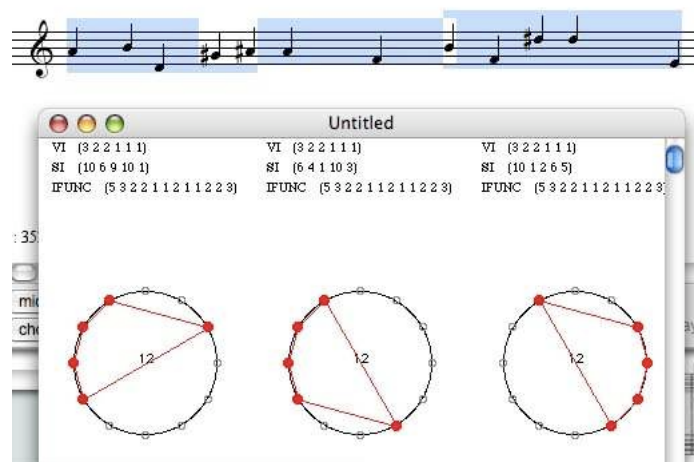 Untitled
VI (3 2 2 1 1 1) VI (3 2 2 1 1 1) VI (3 2 2 1 1 1)
SI (10 6 9 10 1) SI (6 4 1 10 3) SI (10 1 2 6 5)
IFUNC (5 3 2 2 1 1 2 1 1 2 2 3) IFUNC (5 3 2 2 1 1 2 1 1 2 2 3) IFUNC (5 3 2 2 1 1 2 1 1 2 2 3)
: 35
mi
cho
12 12 12